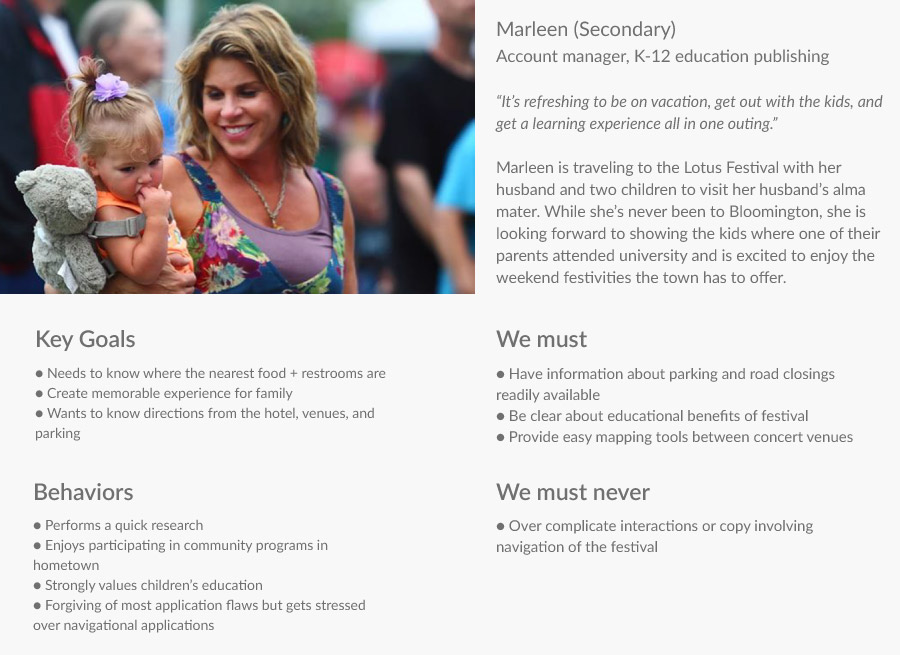 Marleen (Secondary)
Account manager, K-12 education publishing
“It’s refreshing to be on vacation, get out with the kids, and
get a learning experience all in one outing.”
Marleen is traveling to the Lotus Festival with her
husband and two children to visit her husband’s alma
mater. While she’s never been to Bloomington, she is
looking forward to showing the kids where one of their
parents attended university and is excited to enjoy the
weekend festivities the town has to offer.
Key Goals
● Needs to know where the nearest food + restrooms are
● Create memorable experience for family
● Wants to know directions from the hotel, venues, and
parking
We must
● Have information about parking and road closings
readily available
● Be clear about educational benefits of festival
● Provide easy mapping tools between concert venues
Behaviors
● Performs a quick research
● Enjoys participating in community programs in
hometown
● Strongly values children’s education
● Forgiving of most application flaws but gets stressed
over navigational applications
We must never
● Over complicate interactions or copy involving
navigation of the festival